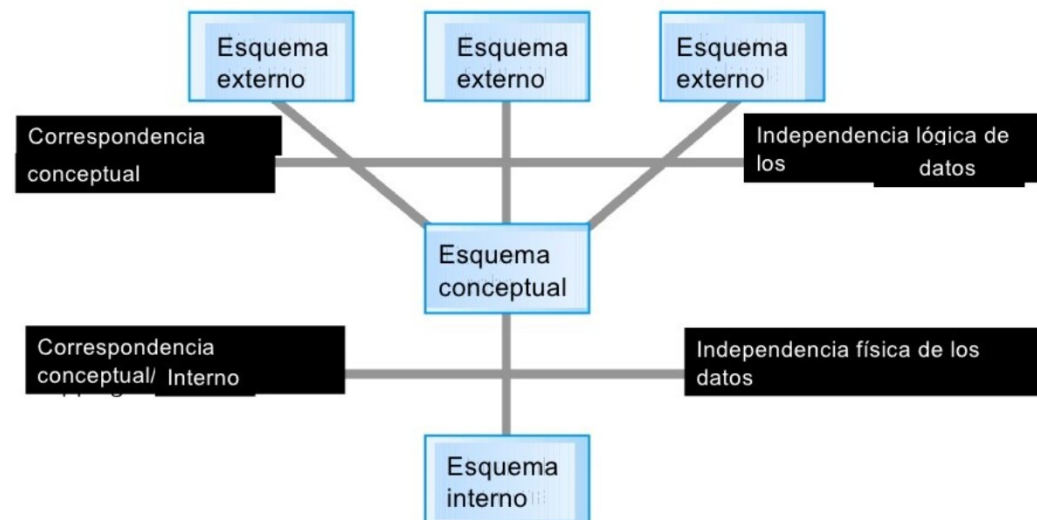 Esquema
externo
Esquema
externo
Esquema
externo
Correspondencia
conceptual
Independencia lógica de
los datos
Esquema
conceptual
Correspondencia
conceptual/ Interno
Independencia física de los
datos
Esquema
interno